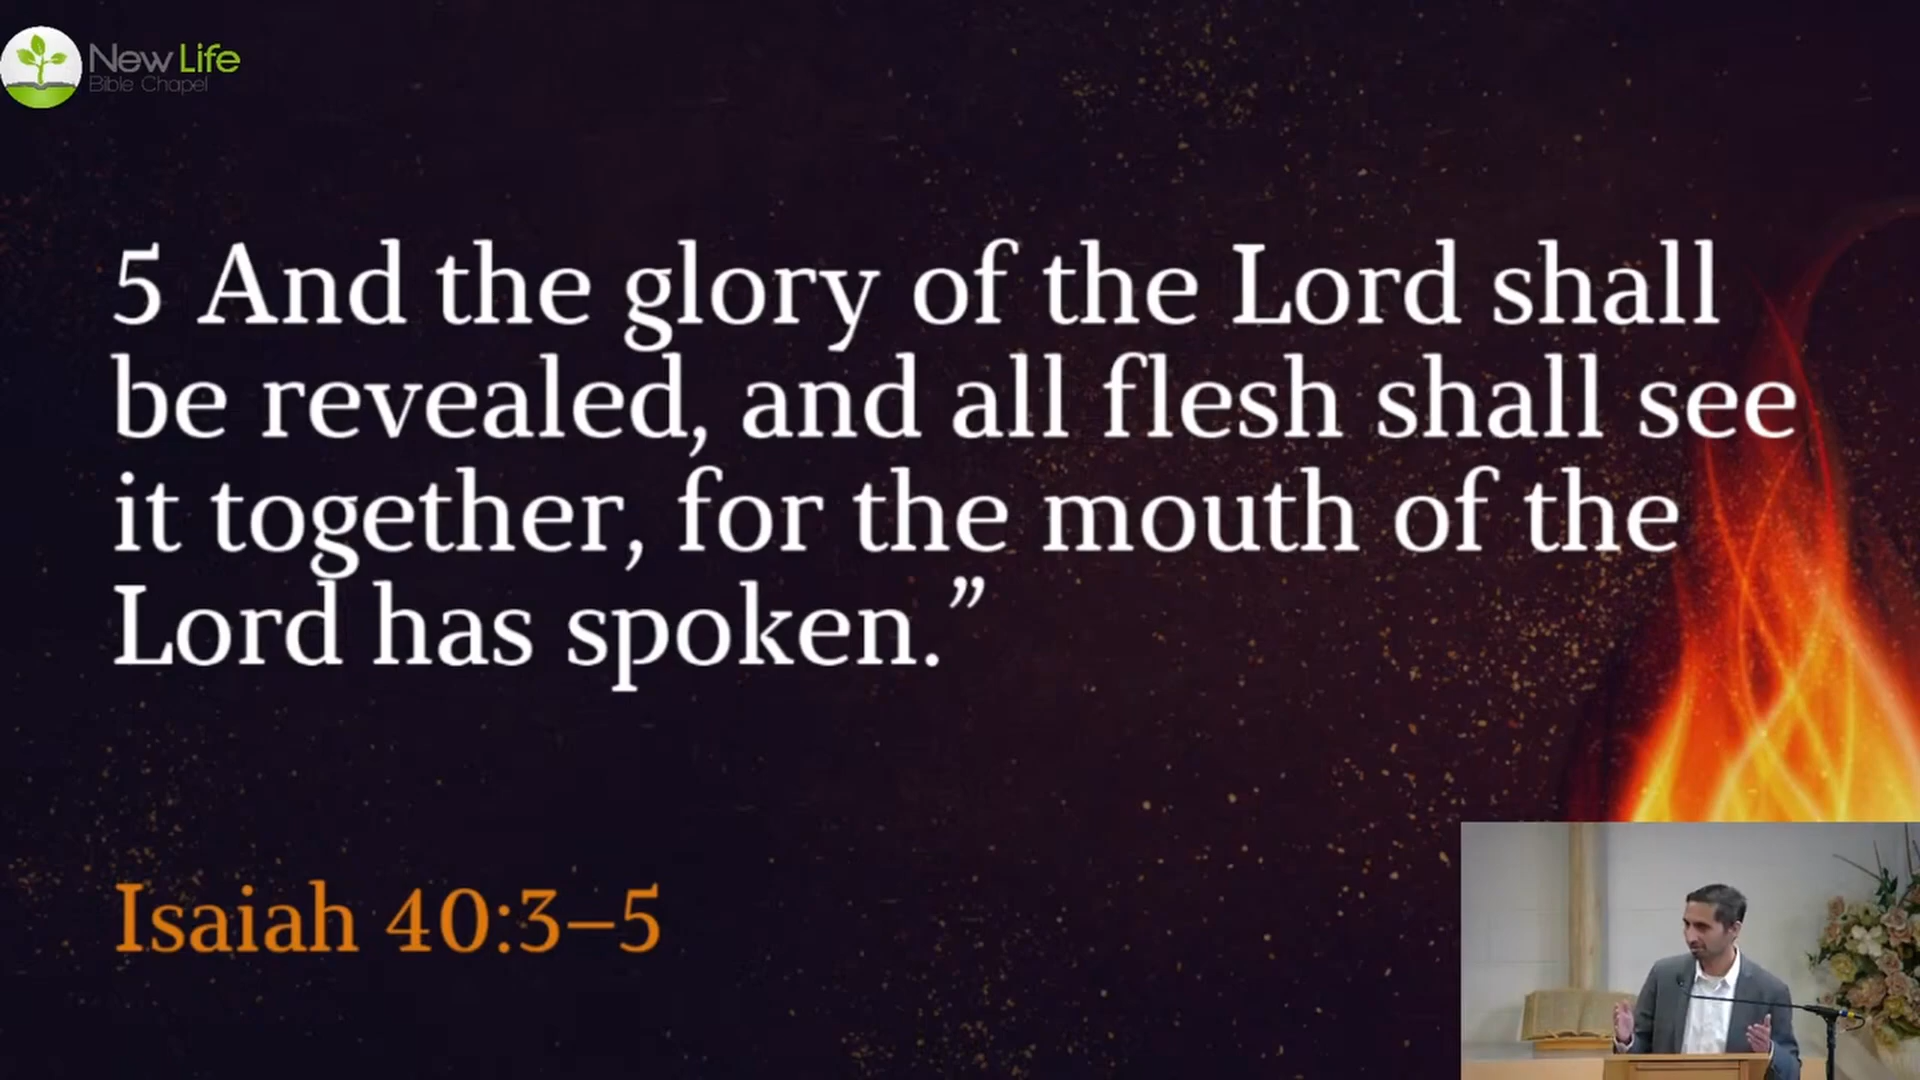 New Life
Bible Chapel
5 And the glory of the Lord shall
be revealed, and all flesh shall see
it together, for the mouth of the
Lord has spoken.”
Isaiah 40:3–5